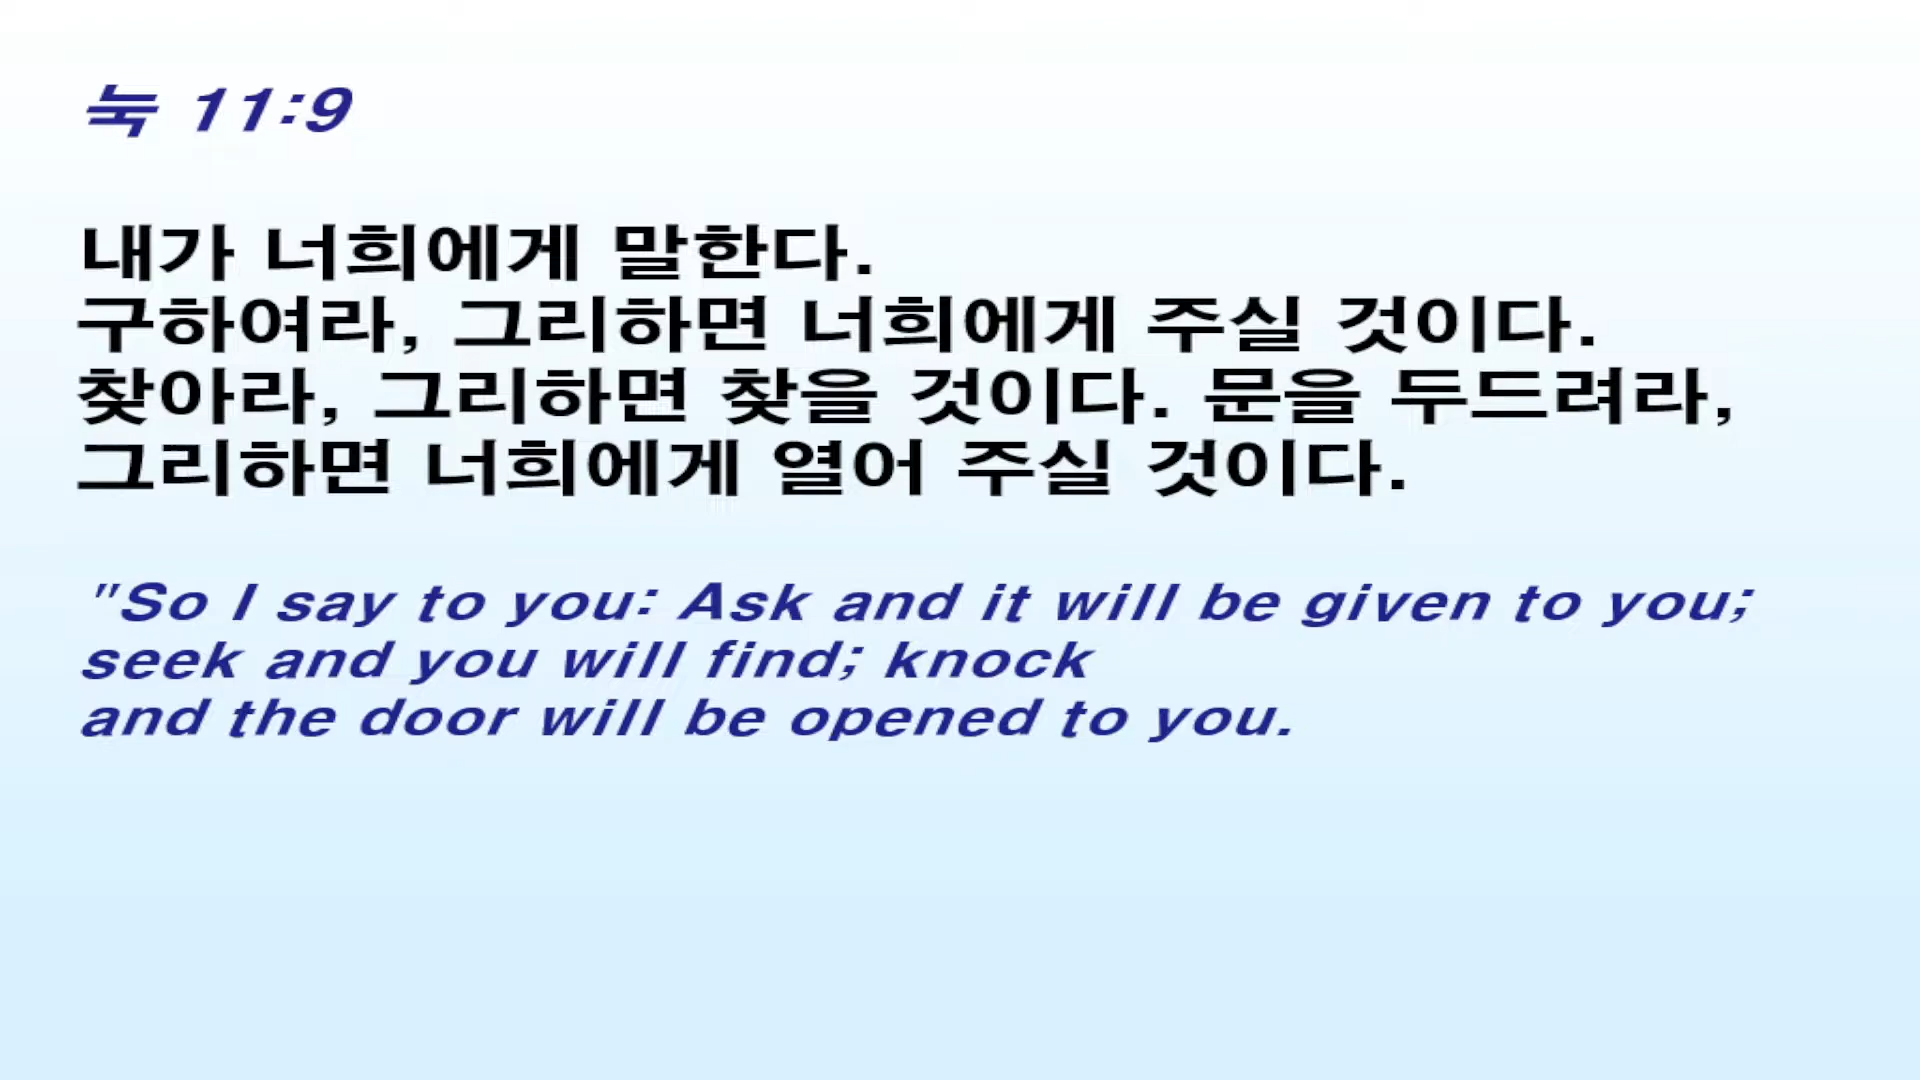 눅 11:9
내가 너희에게 말한다.
구하여라, 그리하면 너희에게 주실 것이다.
찾아라, 그리하면 찾을 것이다. 문을 두드려라,
그리하면 너희에게 열어 주실 것이다.
"So I say to you: Ask and it will be given to you;
seek and you will find; knock
and the door will be opened to you.